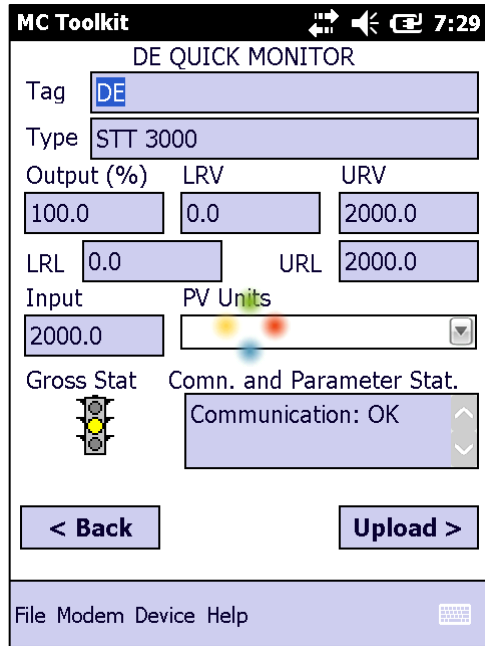 MC Toolkit 7:29
DE QUICK MONITOR
Tag DE
Type STT 3000
Output (%) LRV URV
100.0 0.0 2000.0
LRL 0.0 URL 2000.0
Input PV Units
2000.0
Gross Stat Comn. and Parameter Stat.
Communication: OK
< Back Upload >
File Modem Device Help